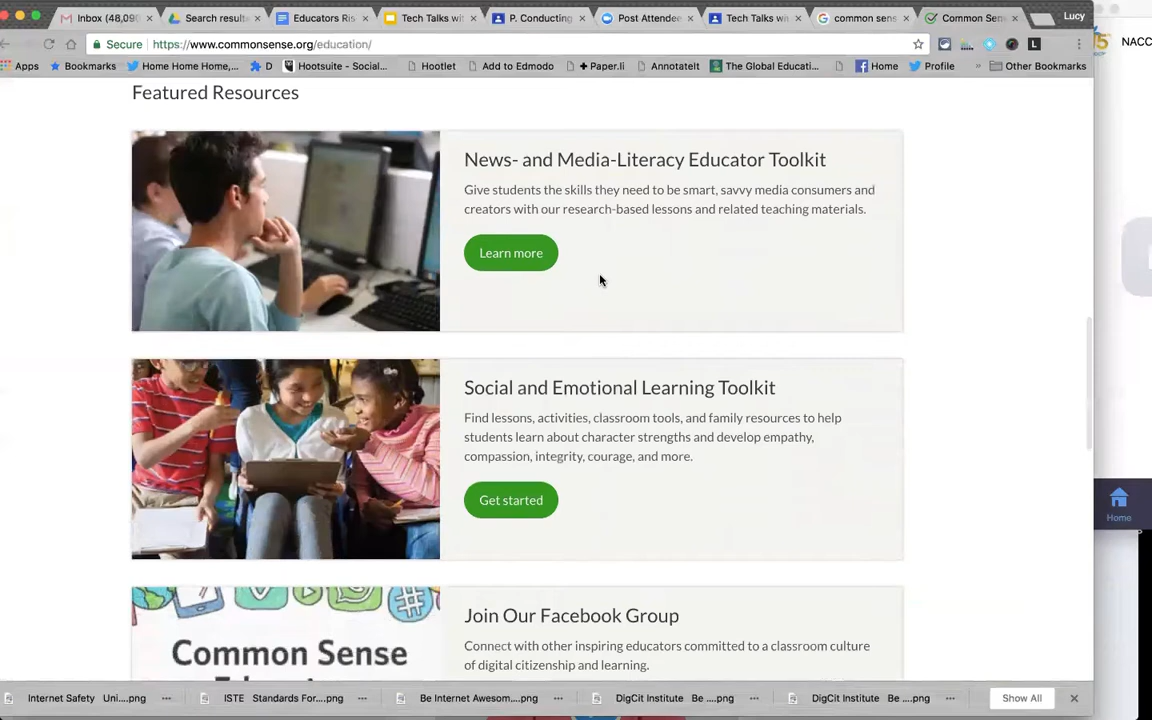 Inbox (48,09
Search result
Educators Ris
Tech Talks wit
P. Conducting
Post Attendee
Tech Talks wi
common sens
Common Sen
Lucy
Secure
https://www.commonsense.org/education/
NACC
Apps
Bookmarks
Home Home Home,...
D
Hootsuite - Social...
Hootlet
Add to Edmodo
+ Paper.li
AnnotateIt
The Global Educati...
Home
Profile
»
Other Bookmarks
Featured Resources
News- and Media-Literacy Educator Toolkit
Give students the skills they need to be smart, savvy media consumers and
creators with our research-based lessons and related teaching materials.
Learn more
Social and Emotional Learning Toolkit
Find lessons, activities, classroom tools, and family resources to help
students learn about character strengths and develop empathy,
compassion, integrity, courage, and more.
Get started
Home
Join Our Facebook Group
Connect with other inspiring educators committed to a classroom culture
of digital citizenship and learning.
Common Sense
Internet Safety Uni....png
ISTE Standards For....png
Be Internet Awesom....png
DigCit Institute Be ....png
DigCit Institute Be ....png
Show All